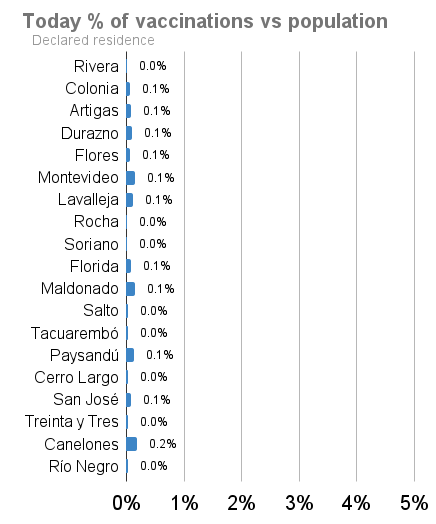 Today % of vaccinations vs population
Declared residence
Rivera 0.0%
Colonia 0.1%
Artigas 0.1%
Durazno 0.1%
Flores 0.1%
Montevideo 0.1%
Lavalleja 0.1%
Rocha 0.0%
Soriano 0.0%
Florida 0.1%
Maldonado 0.1%
Salto 0.0%
Tacuarembó 0.0%
Paysandú 0.1%
Cerro Largo 0.0%
San José 0.1%
Treinta y Tres 0.0%
Canelones 0.2%
Río Negro 0.0%
0% 1% 2% 3% 4% 5%